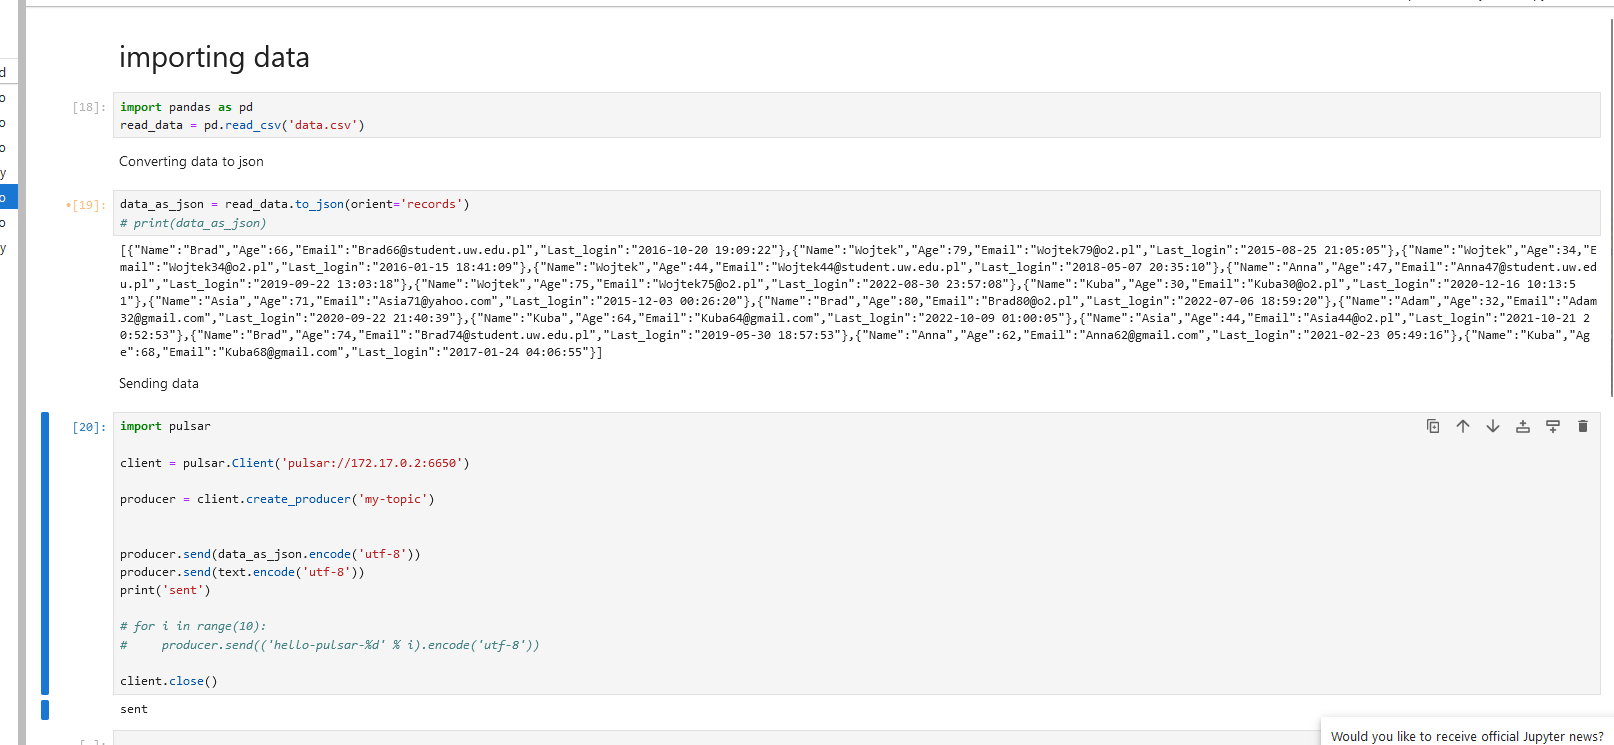 importing data
d
o
o
o
y
o
o
y
[18]:
import pandas as pd
read_data = pd.read_csv('data.csv')
Converting data to json
•[19]:
data_as_json = read_data.to_json(orient='records')
# print(data_as_json)
[{"Name":"Brad","Age":66,"Email":"Brad66@student.uw.edu.pl","Last_login":"2016-10-20 19:09:22"},{"Name":"Wojtek","Age":79,"Email":"Wojtek79@o2.pl","Last_login":"2015-08-25 21:05:05"},{"Name":"Wojtek","Age":34,"E
mail":"Wojtek34@o2.pl","Last_login":"2016-01-15 18:41:09"},{"Name":"Wojtek","Age":44,"Email":"Wojtek44@student.uw.edu.pl","Last_login":"2018-05-07 20:35:10"},{"Name":"Anna","Age":47,"Email":"Anna47@student.uw.ed
u.pl","Last_login":"2019-09-22 13:03:18"},{"Name":"Wojtek","Age":75,"Email":"Wojtek75@o2.pl","Last_login":"2022-08-30 23:57:08"},{"Name":"Kuba","Age":30,"Email":"Kuba30@o2.pl","Last_login":"2020-12-16 10:13:5
1"},{"Name":"Asia","Age":71,"Email":"Asia71@yahoo.com","Last_login":"2015-12-03 00:26:20"},{"Name":"Brad","Age":80,"Email":"Brad80@o2.pl","Last_login":"2022-07-06 18:59:20"},{"Name":"Adam","Age":32,"Email":"Adam
32@gmail.com","Last_login":"2020-09-22 21:40:39"},{"Name":"Kuba","Age":64,"Email":"Kuba64@gmail.com","Last_login":"2022-10-09 01:00:05"},{"Name":"Asia","Age":44,"Email":"Asia44@o2.pl","Last_login":"2021-10-21 2
0:52:53"},{"Name":"Brad","Age":74,"Email":"Brad74@student.uw.edu.pl","Last_login":"2019-05-30 18:57:53"},{"Name":"Anna","Age":62,"Email":"Anna62@gmail.com","Last_login":"2021-02-23 05:49:16"},{"Name":"Kuba","Ag
e":68,"Email":"Kuba68@gmail.com","Last_login":"2017-01-24 04:06:55"}]
Sending data
[20]:
import pulsar
client = pulsar.Client('pulsar://172.17.0.2:6650')
producer = client.create_producer('my-topic')
producer.send(data_as_json.encode('utf-8'))
producer.send(text.encode('utf-8'))
print('sent')
# for i in range(10):
#     producer.send(('hello-pulsar-%d' % i).encode('utf-8'))
client.close()
sent
[ ]:
Would you like to receive official Jupyter news?